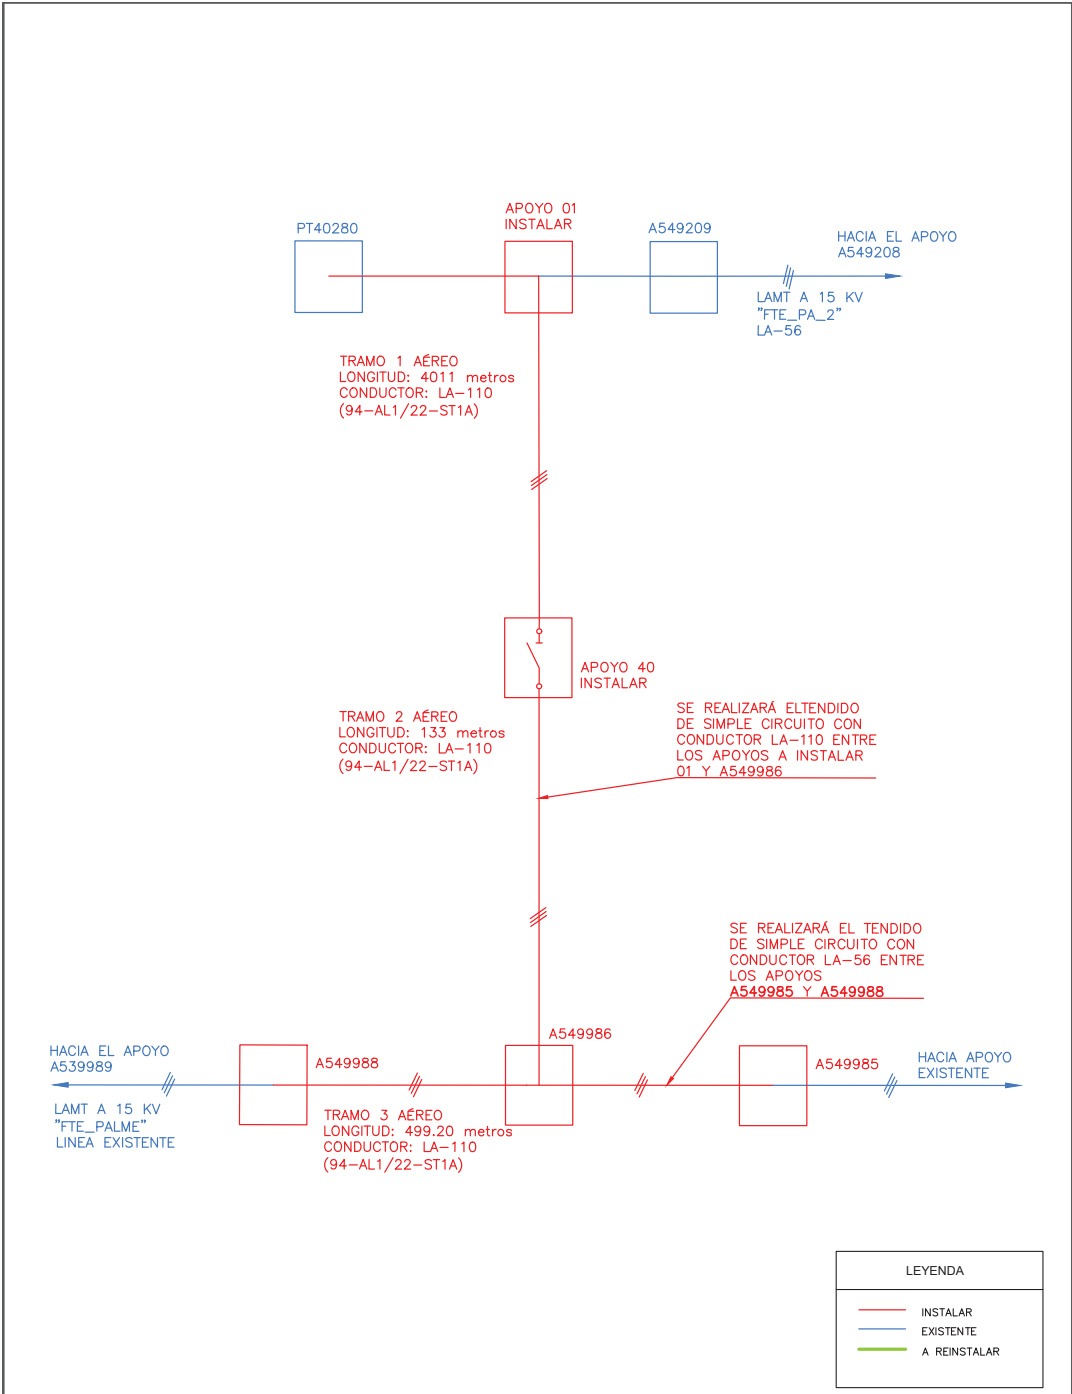 APOYO 01
INSTALAR
PT40280
A549209
HACIA EL APOYO
A549208
LAMT A 15 KV
"FTE_PA_2"
LA-56
TRAMO 1 AÉREO
LONGITUD: 4011 metros
CONDUCTOR: LA-110
(94-AL1/22-ST1A)
APOYO 40
INSTALAR
TRAMO 2 AÉREO
LONGITUD: 133 metros
CONDUCTOR: LA-110
(94-AL1/22-ST1A)
SE REALIZARÁ ELTENDIDO
DE SIMPLE CIRCUITO CON
CONDUCTOR LA-110 ENTRE
LOS APOYOS A INSTALAR
01 Y A549986
SE REALIZARÁ EL TENDIDO
DE SIMPLE CIRCUITO CON
CONDUCTOR LA-56 ENTRE
LOS APOYOS
A549985 Y A549988
A549986
HACIA EL APOYO
A539989
A549988
A549985
HACIA APOYO
EXISTENTE
LAMT A 15 KV
"FTE_PALME"
LINEA EXISTENTE
TRAMO 3 AÉREO
LONGITUD: 499.20 metros
CONDUCTOR: LA-110
(94-AL1/22-ST1A)
LEYENDA
INSTALAR
EXISTENTE
A REINSTALAR